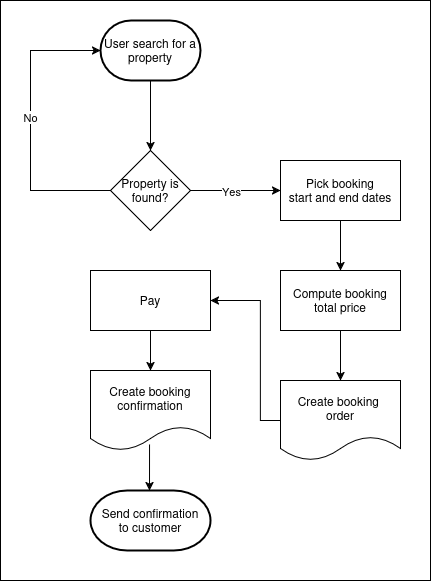 User search for a
property
No
Property is
found?
Yes
Pick booking
start and end dates
Compute booking
total price
Create booking
order
Pay
Create booking
confirmation
Send confirmation
to customer